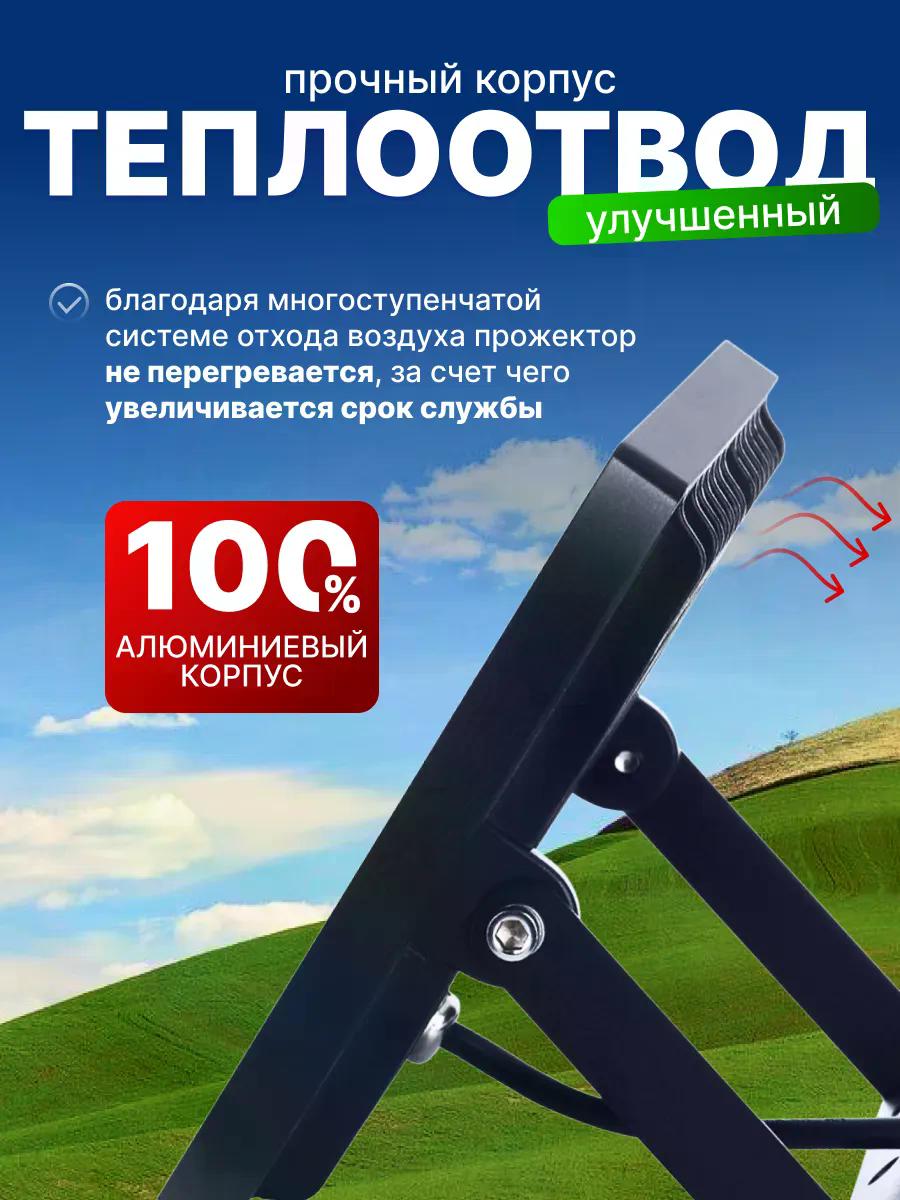 прочный корпус
ТЕПЛООТВОД
улучшенный
благодаря многоступенчатой
системе отхода воздуха прожектор
не перегревается, за счет чего
увеличивается срок службы
100%
АЛЮМИНИЕВЫЙ
КОРПУС